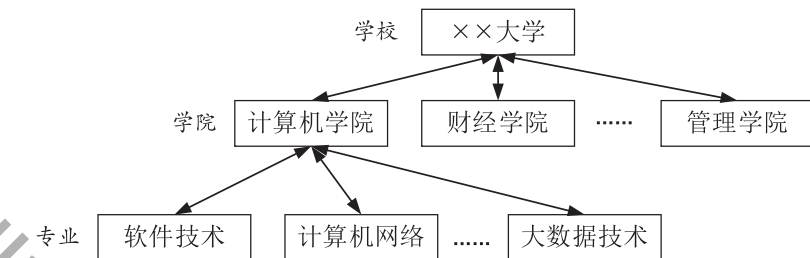 学校 ××大学
学院 计算机学院 财经学院 ...... 管理学院
专业 软件技术 计算机网络 ...... 大数据技术